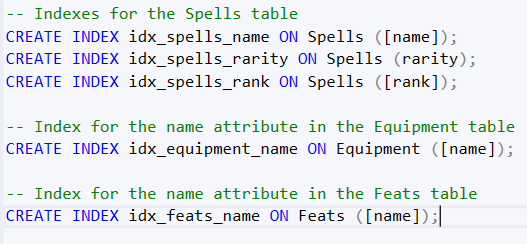 -- Indexes for the Spells table
CREATE INDEX idx_spells_name ON Spells ([name]);
CREATE INDEX idx_spells_rarity ON Spells (rarity);
CREATE INDEX idx_spells_rank ON Spells ([rank]);
-- Index for the name attribute in the Equipment table
CREATE INDEX idx_equipment_name ON Equipment ([name]);
-- Index for the name attribute in the Feats table
CREATE INDEX idx_feats_name ON Feats ([name]);